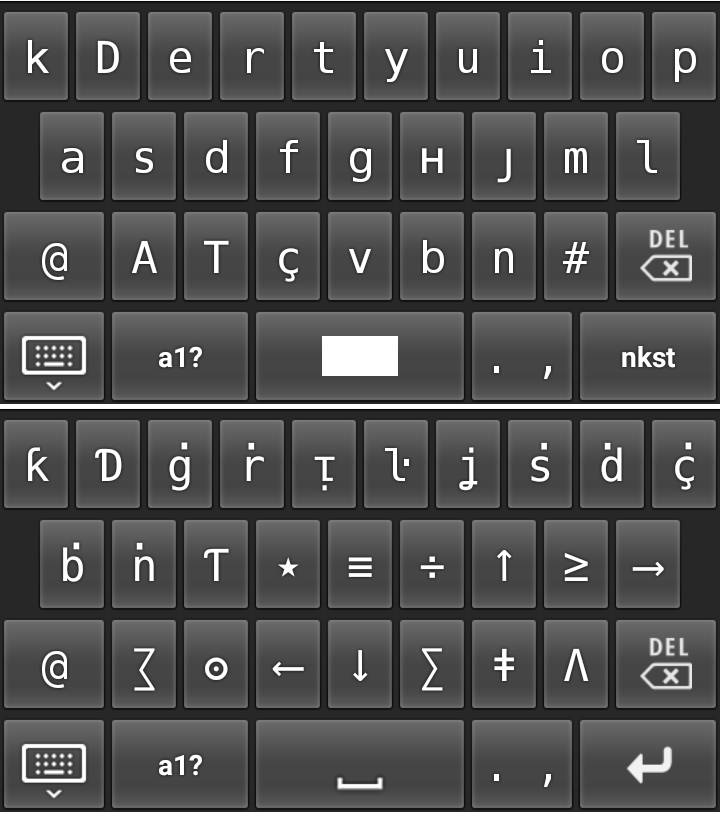 k D e r t y u i o p
a s d f g ʜ ȷ m l
@ A T ç v b n # DEL
a1? . , nkst
ƙ Ɗ ġ ṙ ṭ ŀ ʝ ṡ ḋ ç̇
ḃ ṅ Ƭ ⋆ ≡ ÷ ↑ ≥ →
@ ⊙ ← ↓ ∑ ǂ Λ DEL
a1? . ,